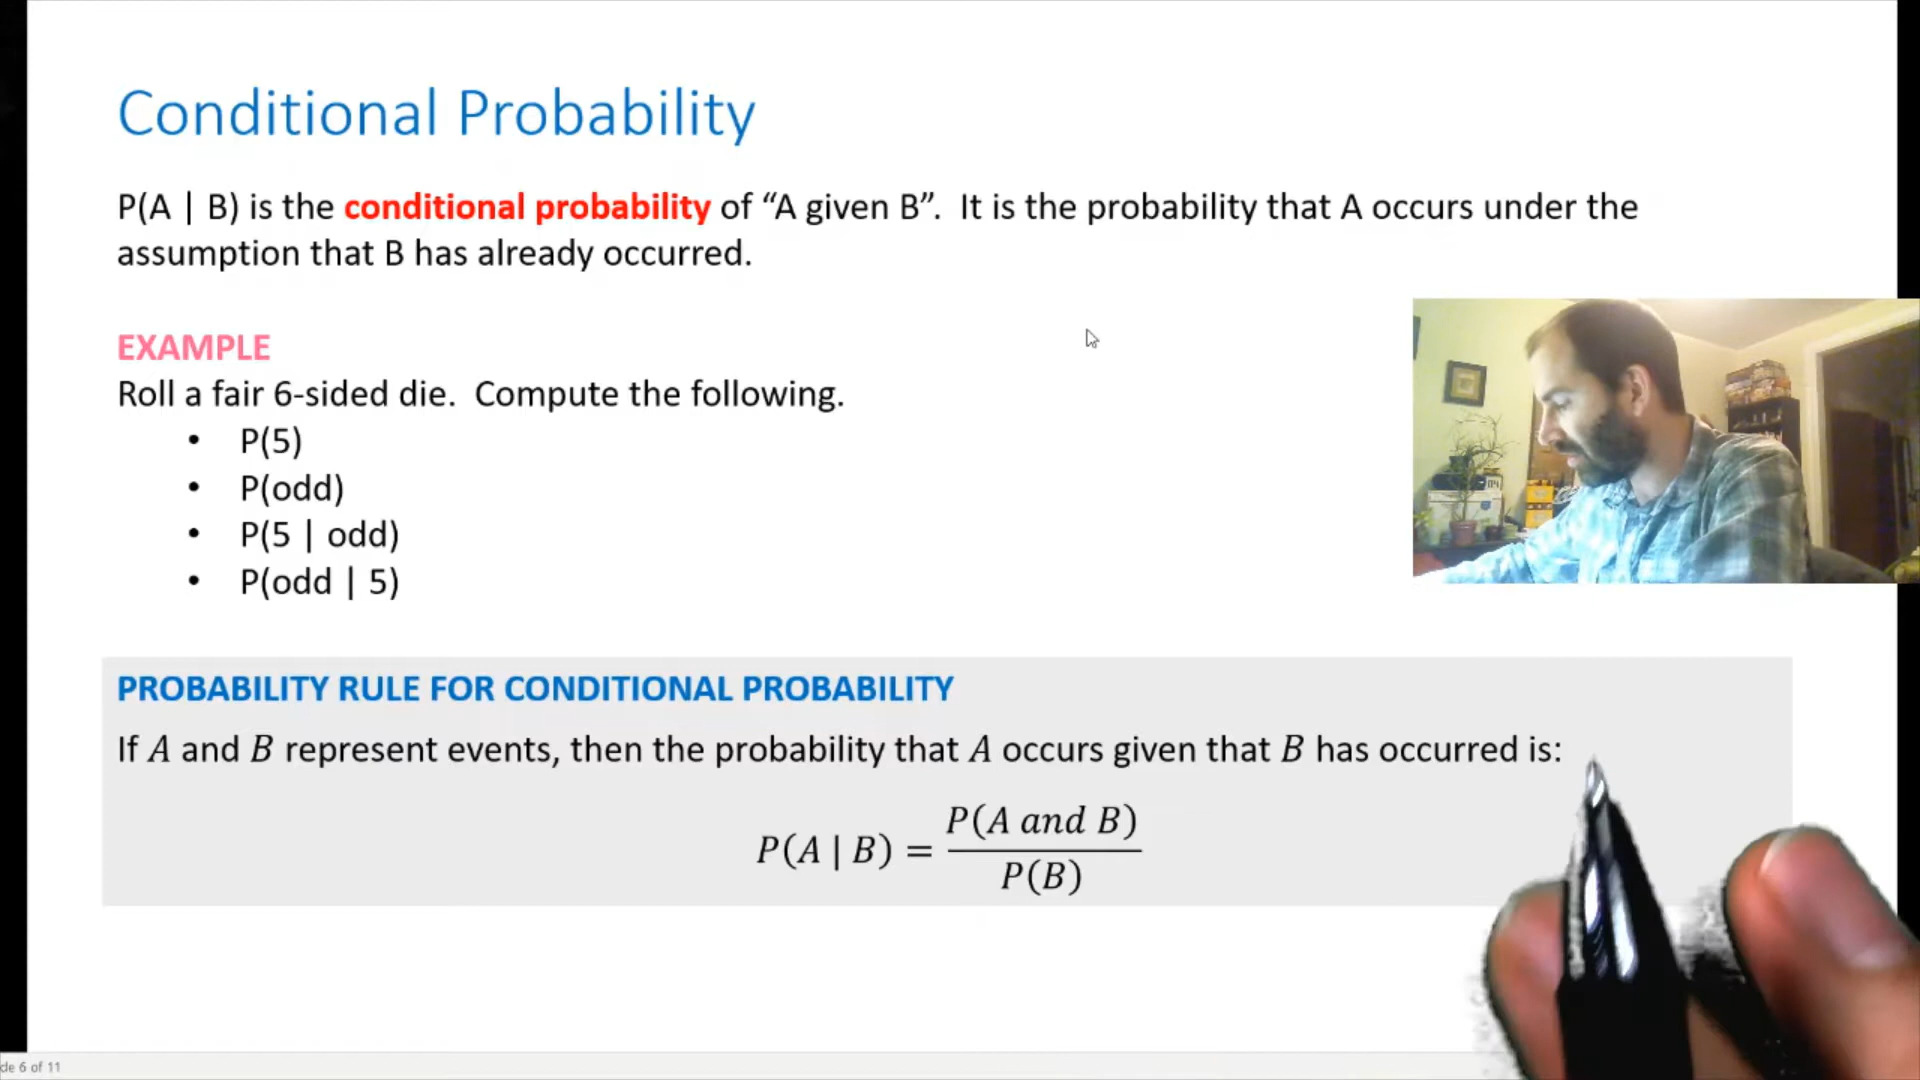 Conditional Probability
P(A | B) is the conditional probability of “A given B”.  It is the probability that A occurs under the
assumption that B has already occurred.
EXAMPLE
Roll a fair 6-sided die.  Compute the following.
• P(5)
• P(odd)
• P(5 | odd)
• P(odd | 5)
PROBABILITY RULE FOR CONDITIONAL PROBABILITY
If A and B represent events, then the probability that A occurs given that B has occurred is:
P(A | B) = P(A and B) / P(B)
de 6 of 11